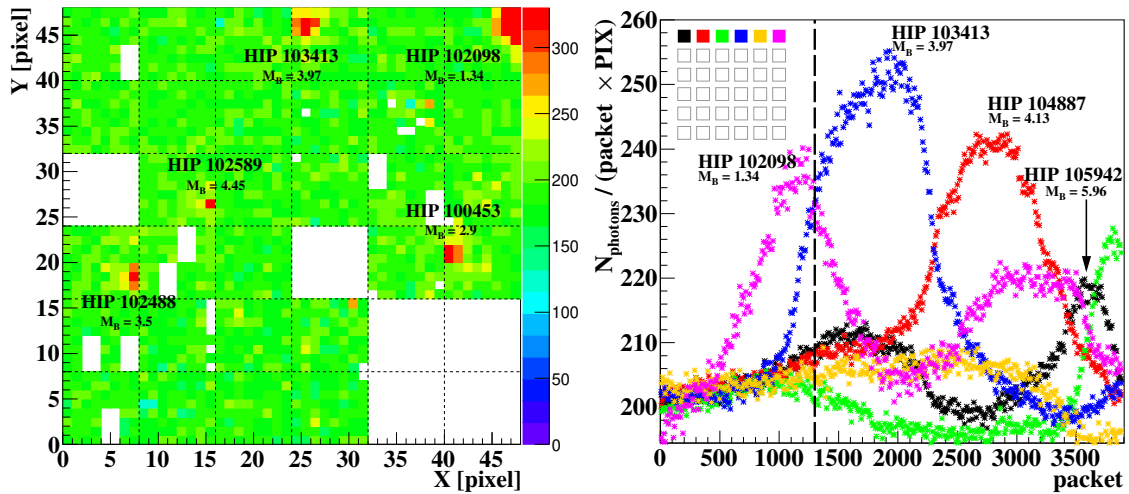 Y [pixel]
45
40
35
30
25
20
15
10
5
0
HIP 103413
M_B = 3.97
HIP 102098
M_B = 1.34
HIP 102589
M_B = 4.45
HIP 100453
M_B = 2.9
HIP 102488
M_B = 3.5
0 5 10 15 20 25 30 35 40 45
X [pixel]
300
250
200
150
100
50
0
N_photons / (packet × PIX)
260
250
240
230
220
210
200
HIP 103413
M_B = 3.97
HIP 104887
M_B = 4.13
HIP 102098
M_B = 1.34
HIP 105942
M_B = 5.96
0 500 1000 1500 2000 2500 3000 3500
packet